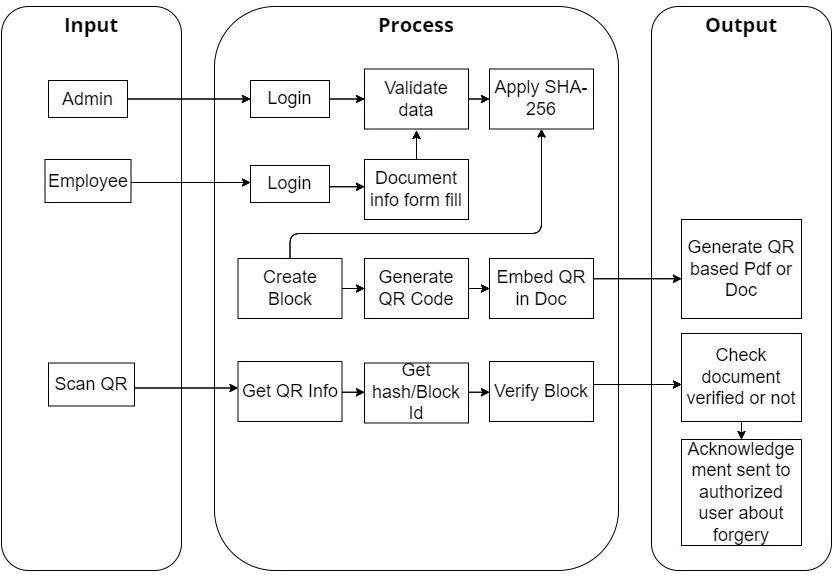 Input
Process
Output
Admin
Login
Validate
data
Apply SHA-
256
Employee
Login
Document
info form fill
Create
Block
Generate
QR Code
Embed QR
in Doc
Generate QR
based Pdf or
Doc
Scan QR
Get QR Info
Get
hash/Block
Id
Verify Block
Check
document
verified or not
Acknowledge
ment sent to
authorized
user about
forgery